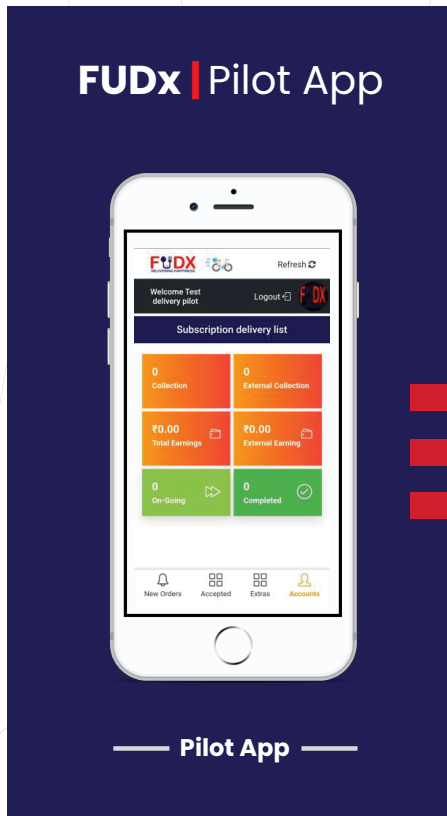 FUDx | Pilot App
FUDX
DELIVERING HAPPINESS
Refresh
Welcome Test
delivery pilot
Logout
FUDX
Subscription delivery list
0
Collection
0
External Collection
₹0.00
Total Earnings
₹0.00
External Earning
0
On-Going
0
Completed
New Orders
Accepted
Extras
Accounts
Pilot App